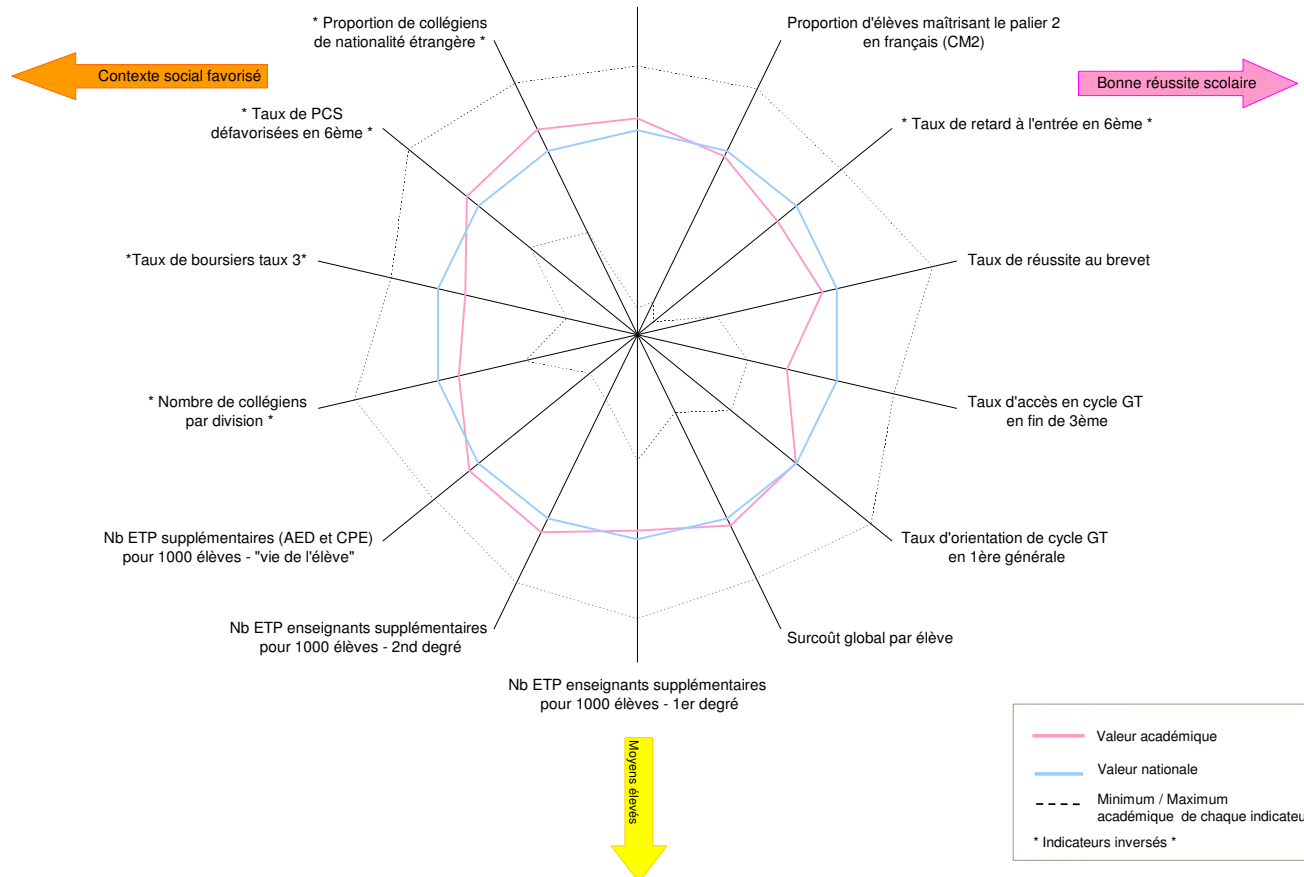 * Proportion de collégiens
de nationalité étrangère *
Proportion d'élèves maîtrisant le palier 2
en français (CM2)
Contexte social favorisé
Bonne réussite scolaire
* Taux de PCS
défavorisées en 6ème *
* Taux de retard à l'entrée en 6ème *
*Taux de boursiers taux 3*
Taux de réussite au brevet
* Nombre de collégiens
par division *
Taux d'accès en cycle GT
en fin de 3ème
Nb ETP supplémentaires (AED et CPE)
pour 1000 élèves - "vie de l'élève"
Taux d'orientation de cycle GT
en 1ère générale
Nb ETP enseignants supplémentaires
pour 1000 élèves - 2nd degré
Surcoût global par élève
Nb ETP enseignants supplémentaires
pour 1000 élèves - 1er degré
Moyens élevés
Valeur académique
Valeur nationale
Minimum / Maximum
académique de chaque indicateu
* Indicateurs inversés *